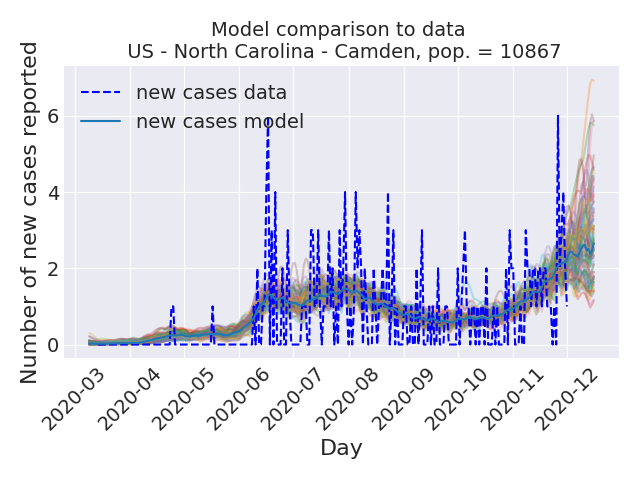 Model comparison to data
US - North Carolina - Camden, pop. = 10867
new cases data
new cases model
Number of new cases reported
6
4
2
0
2020-03
2020-04
2020-05
2020-06
2020-07
2020-08
2020-09
2020-10
2020-11
2020-12
Day